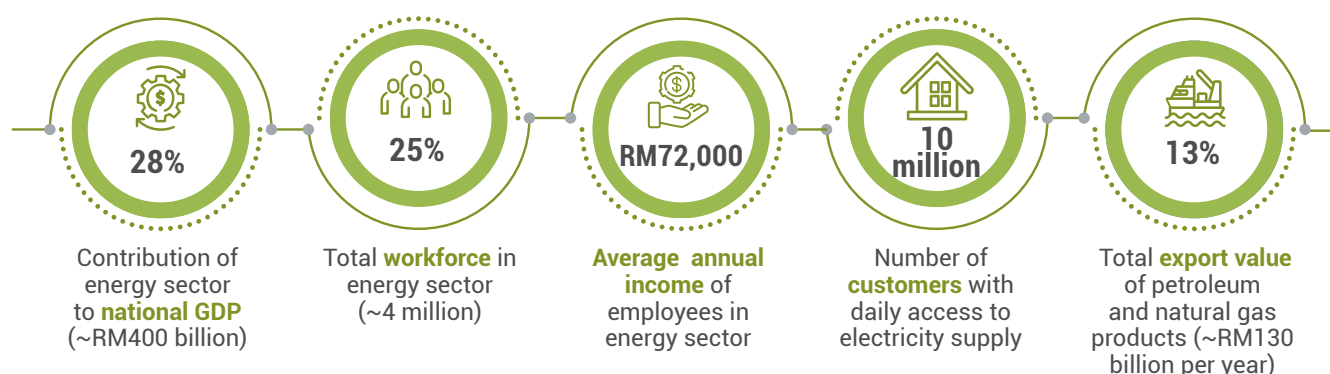 28%
Contribution of
energy sector
to national GDP
(~RM400 billion)
25%
Total workforce in
energy sector
(~4 million)
RM72,000
Average annual
income of
employees in
energy sector
10
million
Number of
customers with
daily access to
electricity supply
13%
Total export value
of petroleum
and natural gas
products (~RM130
billion per year)